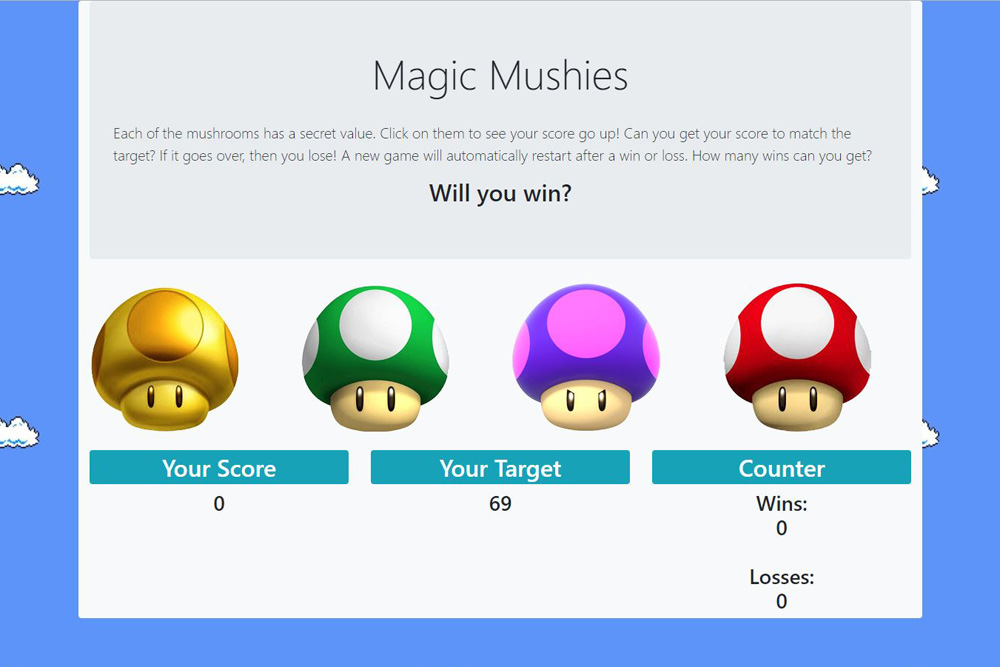 Magic Mushies
Each of the mushrooms has a secret value. Click on them to see your score go up! Can you get your score to match the
target? If it goes over, then you lose! A new game will automatically restart after a win or loss. How many wins can you get?
Will you win?
Your Score
0
Your Target
69
Counter
Wins:
0
Losses:
0